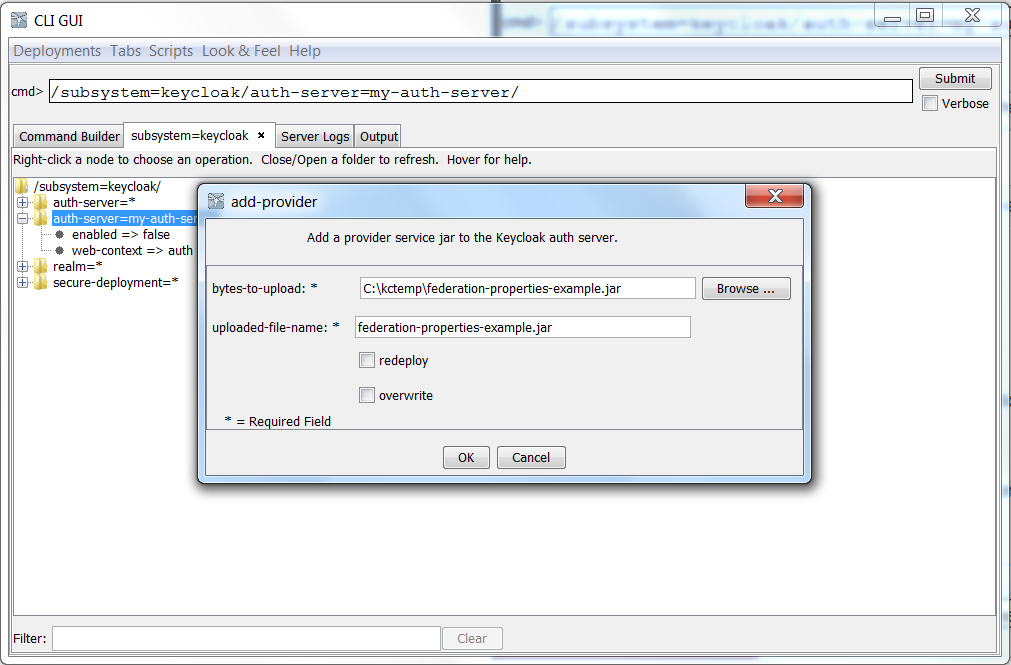 CLI GUI
Deployments Tabs Scripts Look & Feel Help
cmd> /subsystem=keycloak/auth-server=my-auth-server/
Submit
Verbose
Command Builder subsystem=keycloak × Server Logs Output
Right-click a node to choose an operation. Close/Open a folder to refresh. Hover for help.
/subsystem=keycloak/
auth-server=*
auth-server=my-auth-ser
enabled => false
web-context => auth
realm=*
secure-deployment=*
add-provider
Add a provider service jar to the Keycloak auth server.
bytes-to-upload: * C:\kctemp\federation-properties-example.jar Browse ...
uploaded-file-name: * federation-properties-example.jar
redeploy
overwrite
* = Required Field
OK Cancel
Filter: Clear